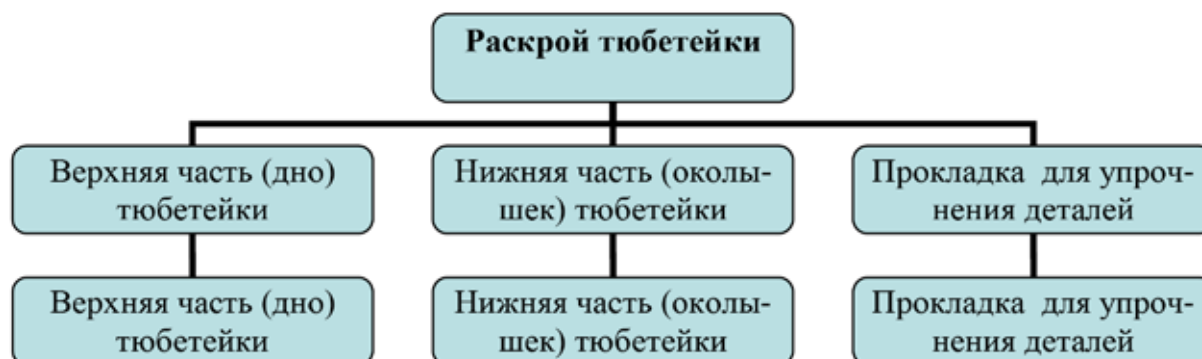 Раскрой тюбетейки
Верхняя часть (дно)
тюбетейки
Нижняя часть (околы-
шек) тюбетейки
Прокладка для упроч-
нения деталей
Верхняя часть (дно)
тюбетейки
Нижняя часть (околы-
шек) тюбетейки
Прокладка для упроч-
нения деталей